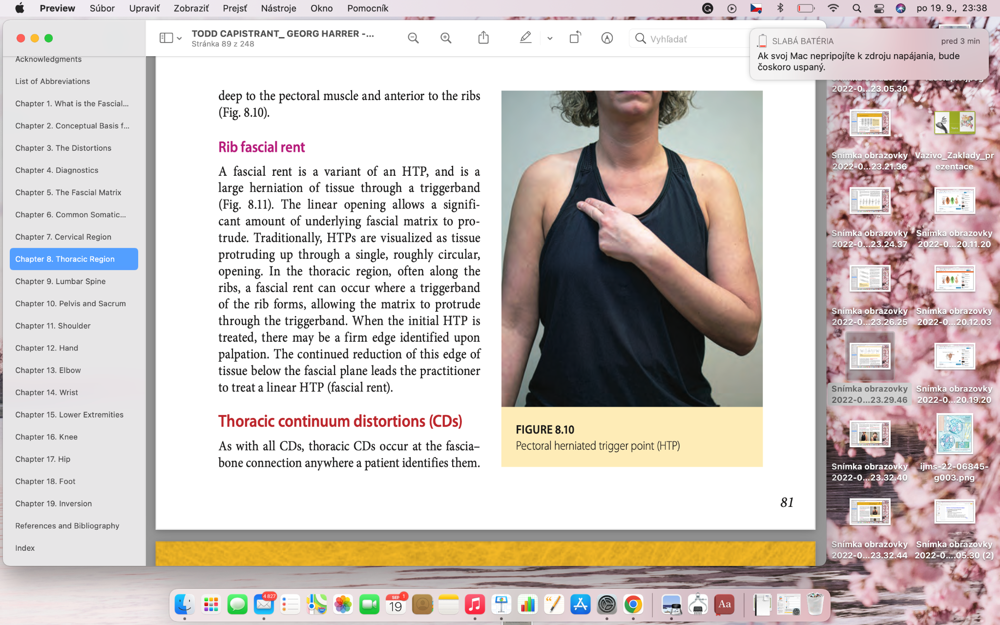 Preview Súbor Upraviť Zobraziť Prejsť Nástroje Okno Pomocník
po 19. 9., 23:38
TODD CAPISTRANT_ GEORG HARRER -...
Stránka 89 z 248
Vyhľadať
SLABÁ BATÉRIA
pred 3 min
Ak svoj Mac nepripojíte k zdroju napájania, bude
čoskoro uspaný.
Acknowledgments
List of Abbreviations
Chapter 1. What is the Fascial...
Chapter 2. Conceptual Basis f...
Chapter 3. The Distortions
Chapter 4. Diagnostics
Chapter 5. The Fascial Matrix
Chapter 6. Common Somatic...
Chapter 7. Cervical Region
Chapter 8. Thoracic Region
Chapter 9. Lumbar Spine
Chapter 10. Pelvis and Sacrum
Chapter 11. Shoulder
Chapter 12. Hand
Chapter 13. Elbow
Chapter 14. Wrist
Chapter 15. Lower Extremities
Chapter 16. Knee
Chapter 17. Hip
Chapter 18. Foot
Chapter 19. Inversion
References and Bibliography
Index
deep to the pectoral muscle and anterior to the ribs
(Fig. 8.10).
Rib fascial rent
A fascial rent is a variant of an HTP, and is a
large herniation of tissue through a triggerband
(Fig. 8.11). The linear opening allows a signifi-
cant amount of underlying fascial matrix to pro-
trude. Traditionally, HTPs are visualized as tissue
protruding up through a single, roughly circular,
opening. In the thoracic region, often along the
ribs, a fascial rent can occur where a triggerband
of the rib forms, allowing the matrix to protrude
through the triggerband. When the initial HTP is
treated, there may be a firm edge identified upon
palpation. The continued reduction of this edge of
tissue below the fascial plane leads the practitioner
to treat a linear HTP (fascial rent).
Thoracic continuum distortions (CDs)
As with all CDs, thoracic CDs occur at the fascia–
bone connection anywhere a patient identifies them.
FIGURE 8.10
Pectoral herniated trigger point (HTP)
81
2022-0...23.05.30
Snímka obrazovky
2022-0...23.21.36
Vazivo_Zaklady_pr
ezentace
Snímka obrazovky
2022-0...23.24.37
Snímka obrazovky
2022-0...20.11.20
Snímka obrazovky
2022-0...23.26.25
Snímka obrazovky
2022-0...20.12.03
Snímka obrazovky
2022-0...23.29.46
Snímka obrazovky
2022-0...20.19.20
Snímka obrazovky
2022-0...23.32.40
ijms-22-06845-
g003.png
Snímka obrazovky
2022-0...23.32.44
Snímka obrazovky
2022-0....05.30 (2)
4 827
SEP
1
19
280
Aa